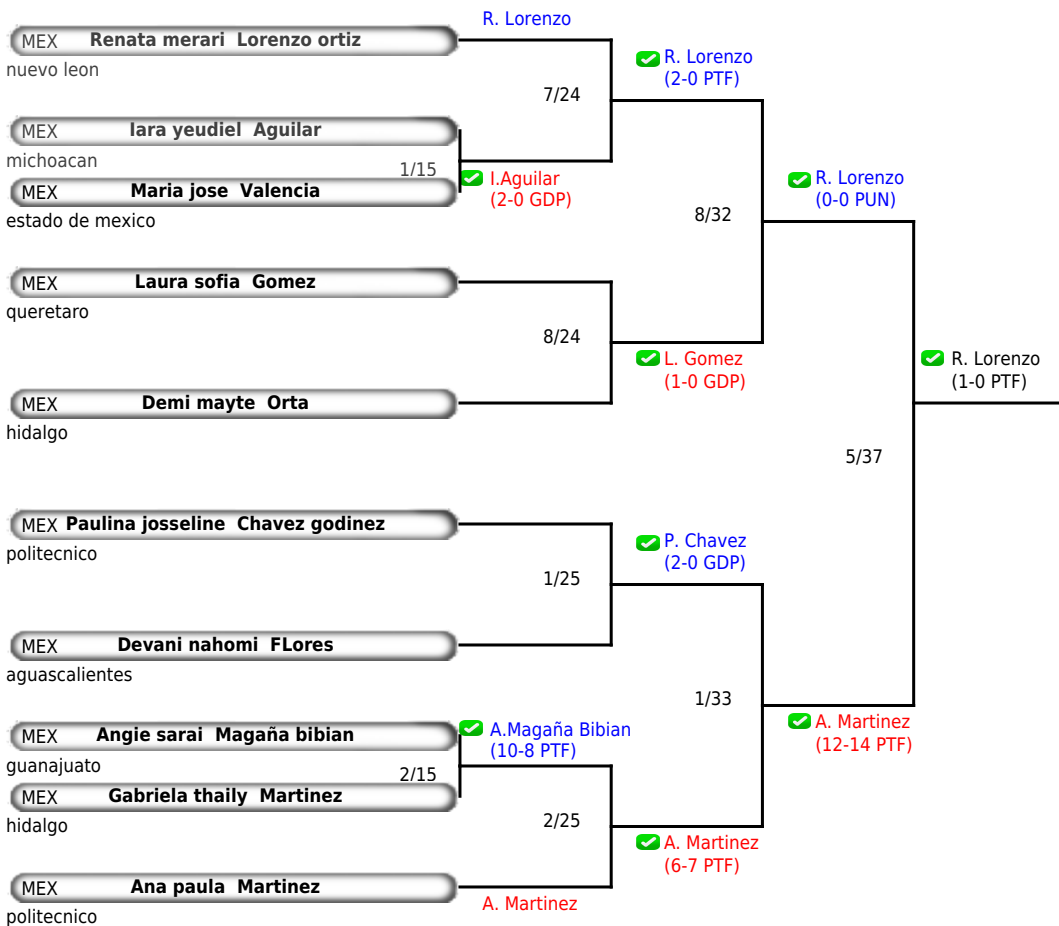 R. Lorenzo
MEX Renata merari Lorenzo ortiz
nuevo leon
R. Lorenzo
(2-0 PTF)
7/24
MEX Iara yeudiel Aguilar
michoacan
1/15
I.Aguilar
(2-0 GDP)
MEX Maria jose Valencia
estado de mexico
R. Lorenzo
(0-0 PUN)
8/32
MEX Laura sofia Gomez
queretaro
8/24
L. Gomez
(1-0 GDP)
R. Lorenzo
(1-0 PTF)
MEX Demi mayte Orta
hidalgo
5/37
MEX Paulina josseline Chavez godinez
politecnico
P. Chavez
(2-0 GDP)
1/25
MEX Devani nahomi FLores
aguascalientes
1/33
A. Martinez
(12-14 PTF)
MEX Angie sarai Magaña bibian
guanajuato
A.Magaña Bibian
(10-8 PTF)
2/15
MEX Gabriela thaily Martinez
hidalgo
2/25
A. Martinez
(6-7 PTF)
MEX Ana paula Martinez
politecnico
A. Martinez